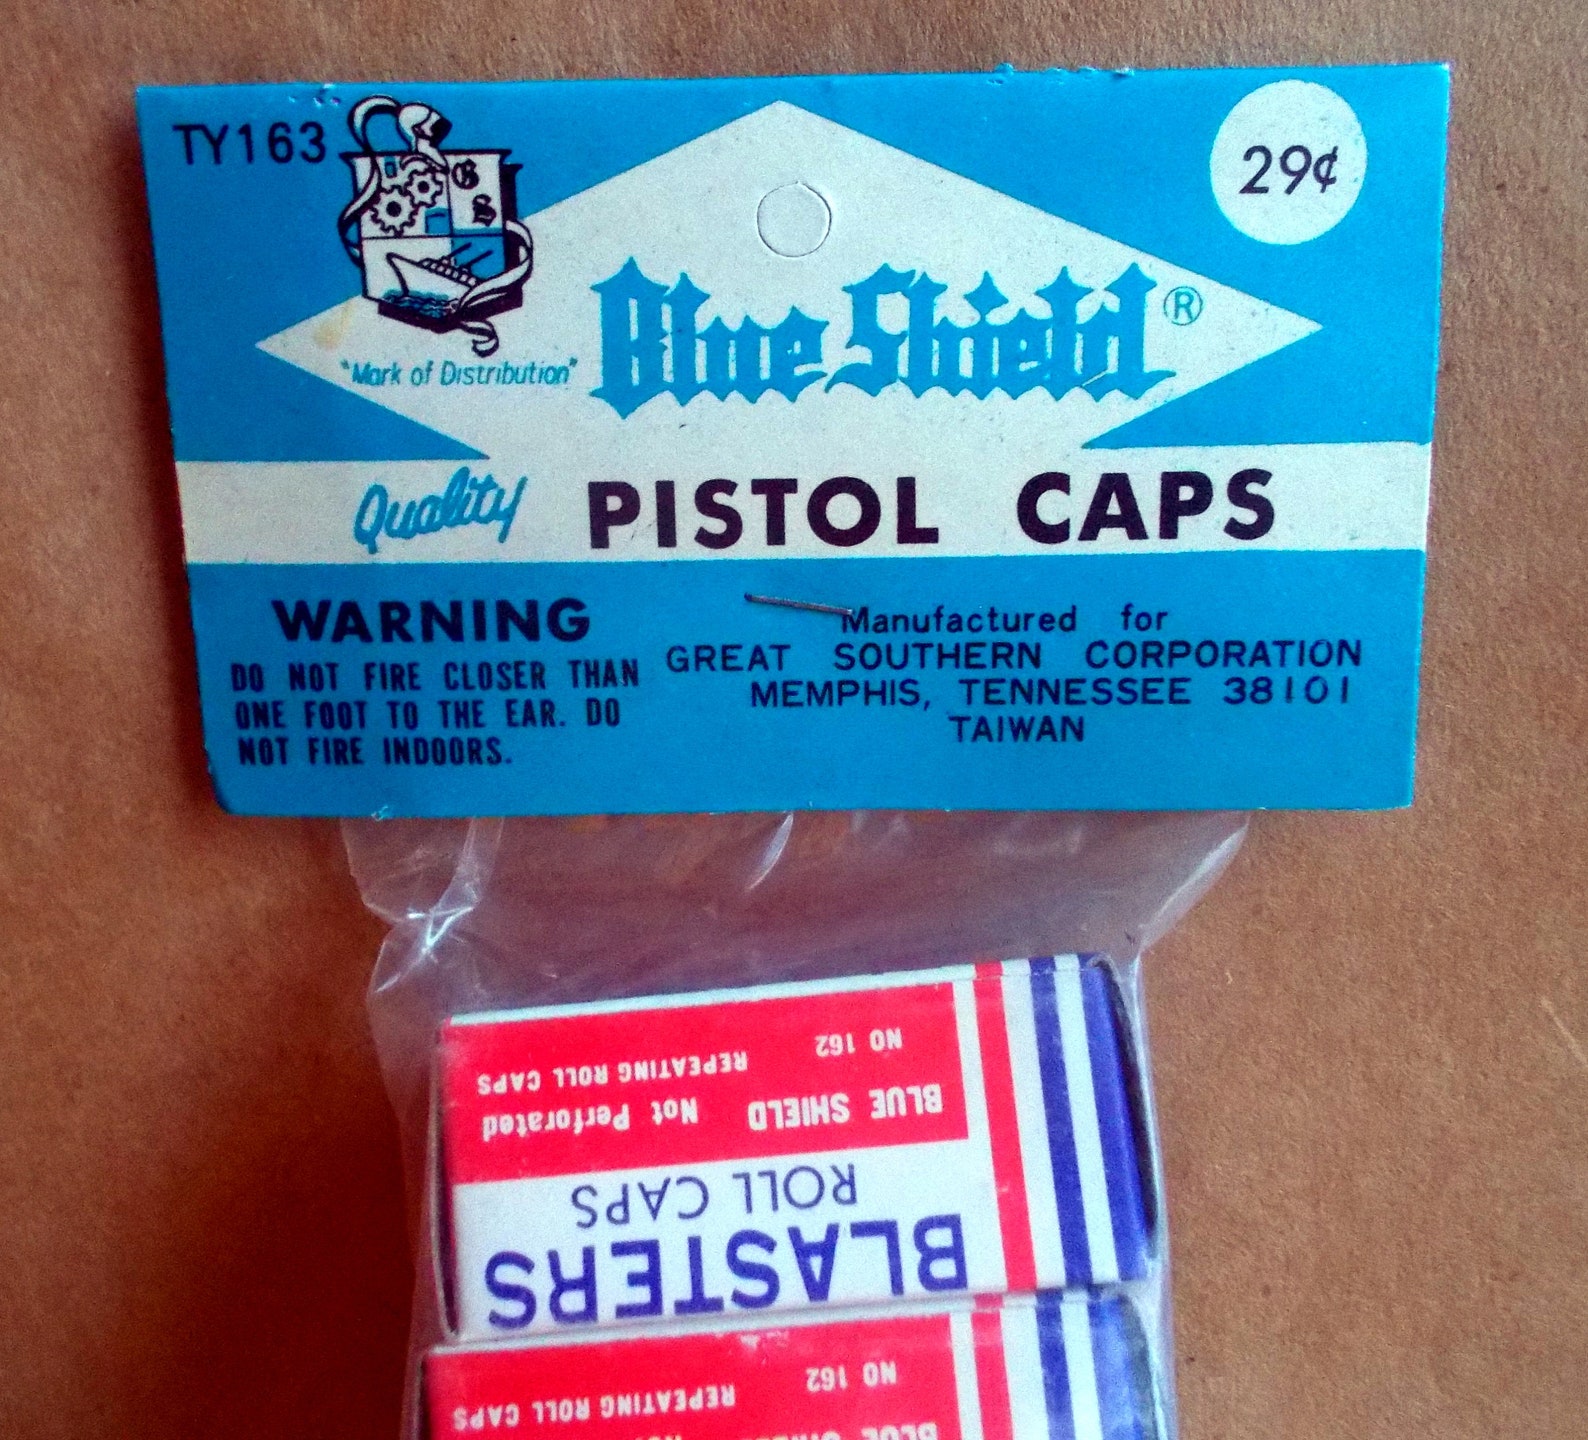 TY163
G
S
29¢
Blue Shield®
"Mark of Distribution"
Quality PISTOL CAPS
WARNING
DO NOT FIRE CLOSER THAN
ONE FOOT TO THE EAR. DO
NOT FIRE INDOORS.
Manufactured for
GREAT SOUTHERN CORPORATION
MEMPHIS, TENNESSEE 38101
TAIWAN
BLASTERS
ROLL CAPS
BLUE SHIELD Not Perforated
NO 162 REPEATING ROLL CAPS
BLUE SHIELD
NO 162 REPEATING ROLL CAPS